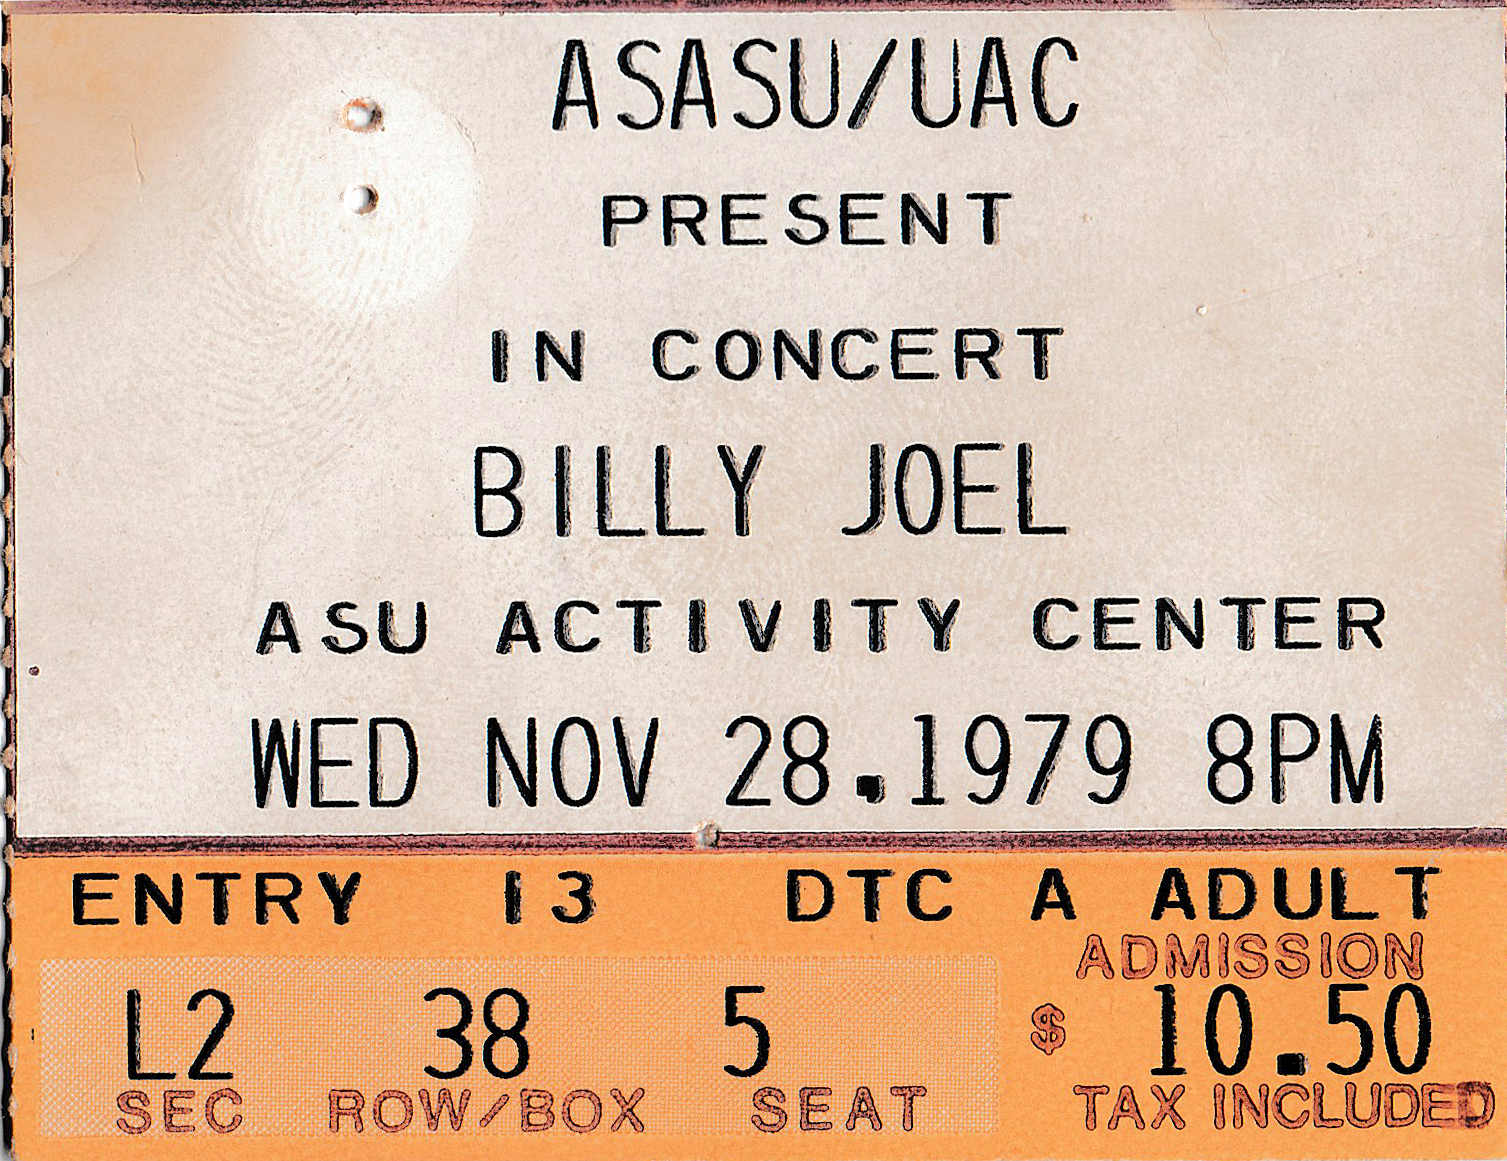 ASASU/UAC
PRESENT
IN CONCERT
BILLY JOEL
ASU ACTIVITY CENTER
WED NOV 28.1979 8PM
ENTRY 13 DTC A ADULT
ADMISSION
L2 38 5 $ 10.50
SEC ROW/BOX SEAT TAX INCLUDED